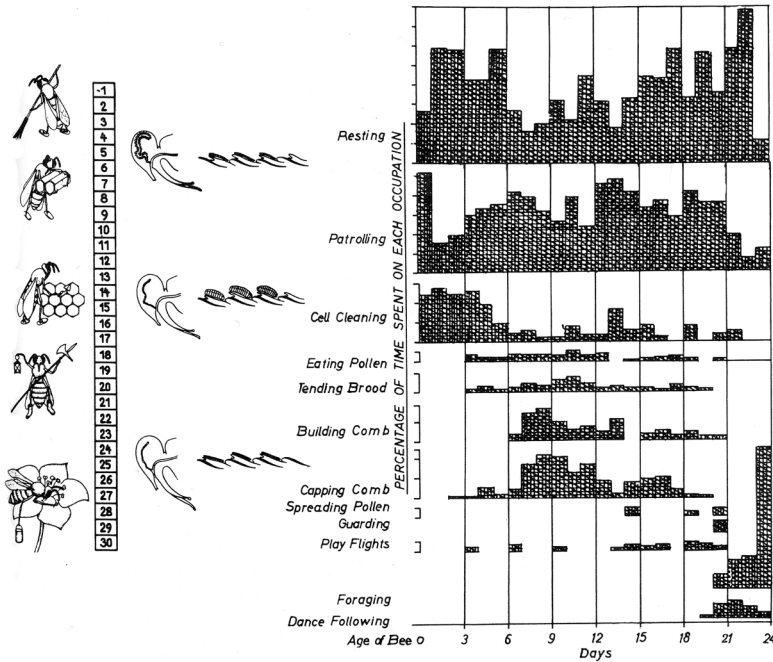 -1
2
3
4
5
6
7
8
9
10
11
12
13
14
15
16
17
18
19
20
21
22
23
24
25
26
27
28
29
30
PERCENTAGE OF TIME SPENT ON EACH OCCUPATION
Resting
Patrolling
Cell Cleaning
Eating Pollen
Tending Brood
Building Comb
Capping Comb
Spreading Pollen
Guarding
Play Flights
Foraging
Dance Following
Age of Bee 0 3 6 9 12 15 18 21 24
Days